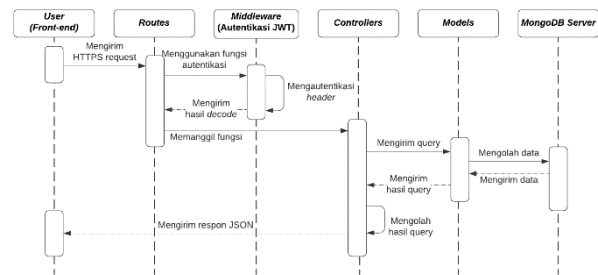 User
(Front-end)
Routes
Middleware
(Autentikasi JWT)
Controllers
Models
MongoDB Server
Mengirim
HTTPS request
Menggunakan fungsi
autentikasi
Mengautentikasi
header
Mengirim
hasil decode
Memanggil fungsi
Mengirim query
Mengolah data
Mengirim data
Mengirim
hasil query
Mengolah
hasil query
Mengirim respon JSON